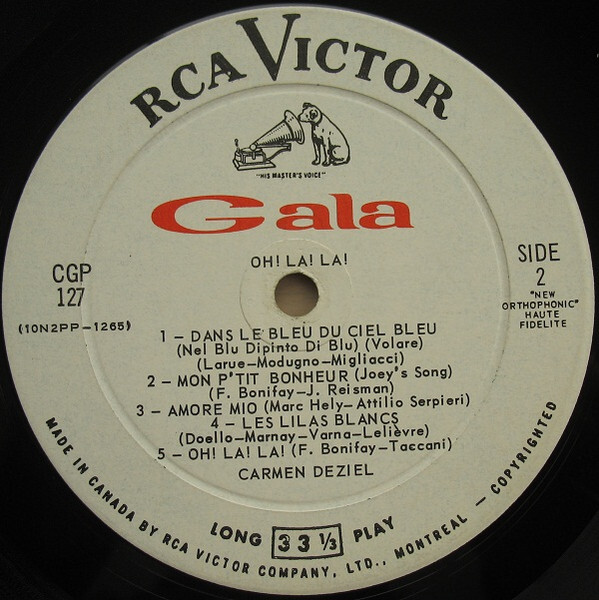 RCA VICTOR
"HIS MASTER'S VOICE"
Gala
OH! LA! LA!
CGP
127
(10N2PP-1265)
SIDE
2
"NEW
ORTHOPHONIC"
HAUTE
FIDELITE
1 - DANS LE BLEU DU CIEL BLEU
(Nel Blu Dipinto Di Blu) (Volare)
(Larue-Modugno-Migliacci)
2 - MON P'TIT BONHEUR (Joey's Song)
(F. Bonifay-J. Reisman)
3 - AMORE MIO (Marc Hely-Attilio Serpieri)
4 - LES LILAS BLANCS
(Doello-Marnay-Varna-Lelièvre)
5 - OH! LA! LA! (F. Bonifay-Taccani)
CARMEN DEZIEL
LONG 33 1/3 PLAY
MADE IN CANADA BY RCA VICTOR COMPANY, LTD., MONTREAL - COPYRIGHTED